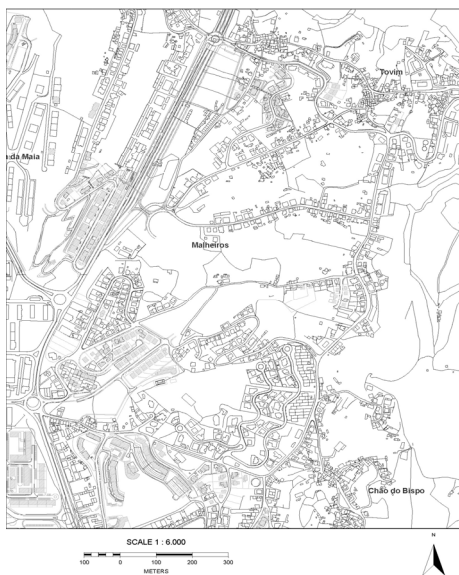 Tovim
da Maia
Malheiros
Chão do Bispo
SCALE 1 : 6.000
100 0 100 200 300
METERS
N